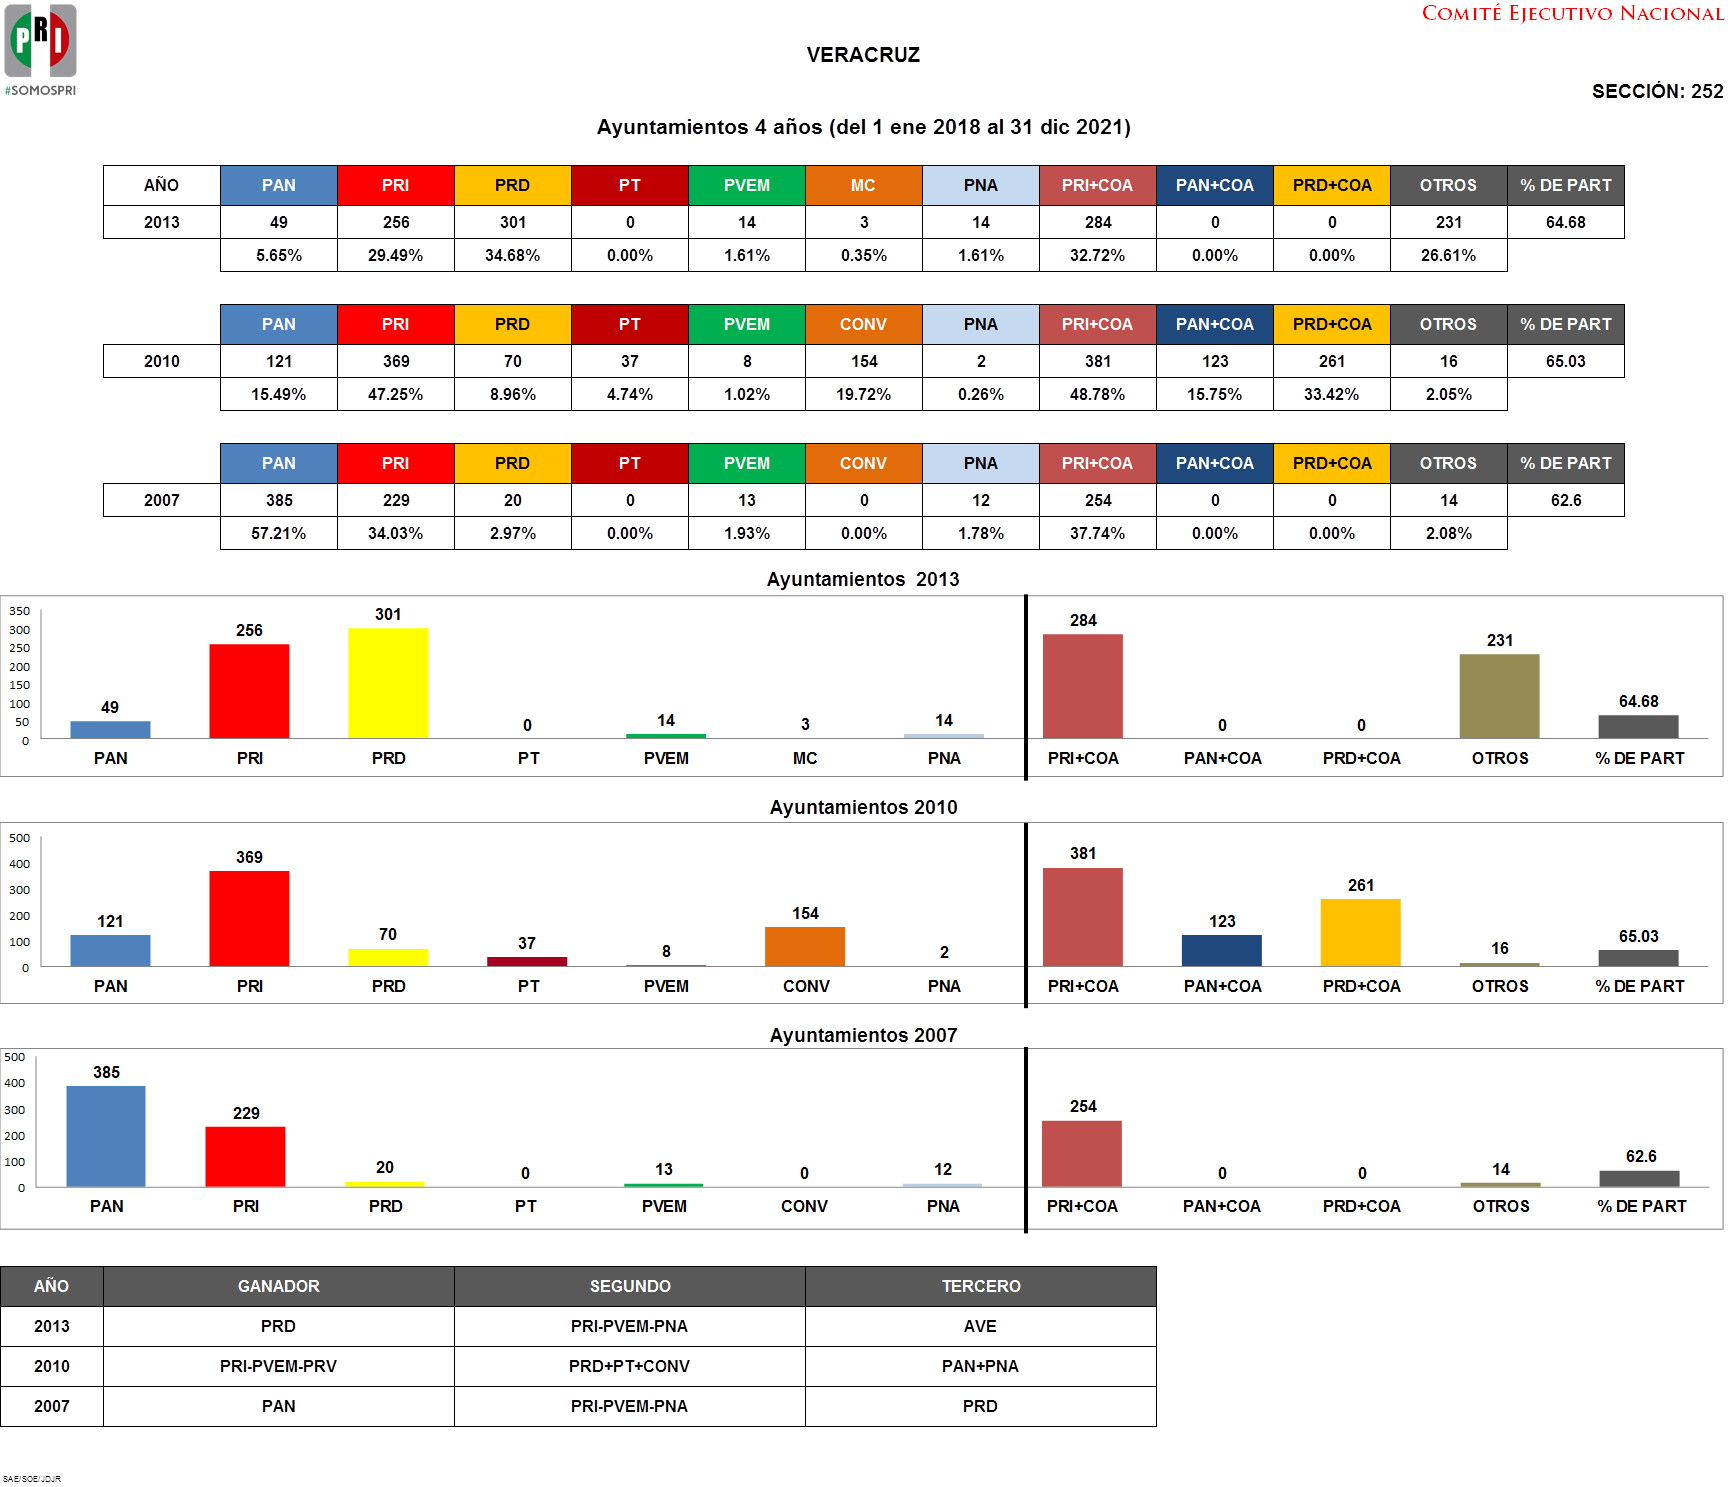 PRI
#SOMOSPRI
COMITÉ EJECUTIVO NACIONAL
VERACRUZ
SECCIÓN: 252
Ayuntamientos 4 años (del 1 ene 2018 al 31 dic 2021)
AÑO PAN PRI PRD PT PVEM MC PNA PRI+COA PAN+COA PRD+COA OTROS % DE PART
2013 49 256 301 0 14 3 14 284 0 0 231 64.68
5.65% 29.49% 34.68% 0.00% 1.61% 0.35% 1.61% 32.72% 0.00% 0.00% 26.61%
PAN PRI PRD PT PVEM CONV PNA PRI+COA PAN+COA PRD+COA OTROS % DE PART
2010 121 369 70 37 8 154 2 381 123 261 16 65.03
15.49% 47.25% 8.96% 4.74% 1.02% 19.72% 0.26% 48.78% 15.75% 33.42% 2.05%
PAN PRI PRD PT PVEM CONV PNA PRI+COA PAN+COA PRD+COA OTROS % DE PART
2007 385 229 20 0 13 0 12 254 0 0 14 62.6
57.21% 34.03% 2.97% 0.00% 1.93% 0.00% 1.78% 37.74% 0.00% 0.00% 2.08%
Ayuntamientos 2013
350
300
250
200
150
100
50
0
49 256 301 0 14 3 14 284 0 0 231 64.68
PAN PRI PRD PT PVEM MC PNA PRI+COA PAN+COA PRD+COA OTROS % DE PART
Ayuntamientos 2010
500
400
300
200
100
0
121 369 70 37 8 154 2 381 123 261 16 65.03
PAN PRI PRD PT PVEM CONV PNA PRI+COA PAN+COA PRD+COA OTROS % DE PART
Ayuntamientos 2007
500
400
300
200
100
0
385 229 20 0 13 0 12 254 0 0 14 62.6
PAN PRI PRD PT PVEM CONV PNA PRI+COA PAN+COA PRD+COA OTROS % DE PART
AÑO GANADOR SEGUNDO TERCERO
2013 PRD PRI-PVEM-PNA AVE
2010 PRI-PVEM-PRV PRD+PT+CONV PAN+PNA
2007 PAN PRI-PVEM-PNA PRD
SAE/SOE/JDJR